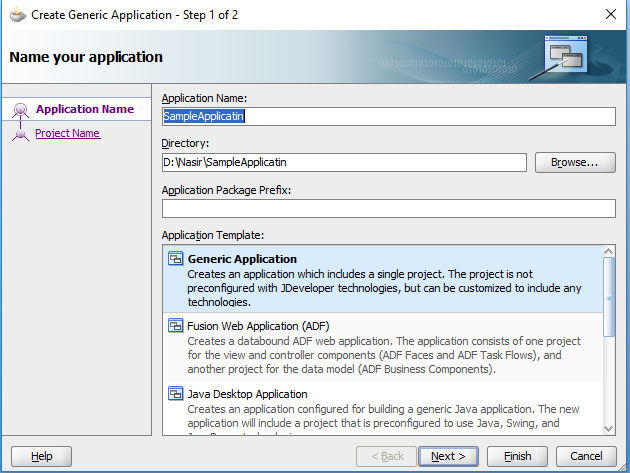 Create Generic Application - Step 1 of 2
Name your application
Application Name
Project Name
Application Name:
SampleApplicatin
Directory:
D:\Nasir\SampleApplicatin
Browse...
Application Package Prefix:
Application Template:
Generic Application
Creates an application which includes a single project. The project is not
preconfigured with JDeveloper technologies, but can be customized to include any
technologies.
Fusion Web Application (ADF)
Creates a databound ADF web application. The application consists of one project
for the view and controller components (ADF Faces and ADF Task Flows), and
another project for the data model (ADF Business Components).
Java Desktop Application
Creates an application configured for building a generic Java application. The new
application will include a project that is preconfigured to use Java, Swing, and
Help
< Back
Next >
Finish
Cancel